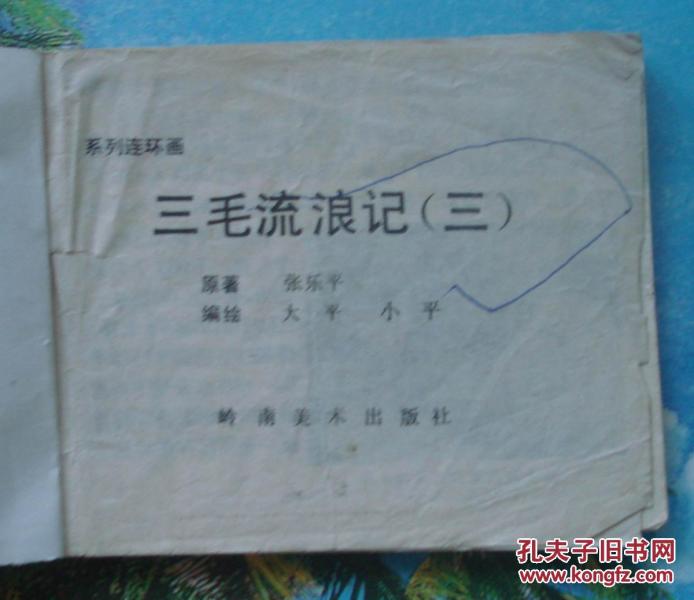 系列连环画
三毛流浪记（三）
原著 张乐平
编绘 大平 小平
岭南美术出版社
孔夫子旧书网
www.kongfz.com